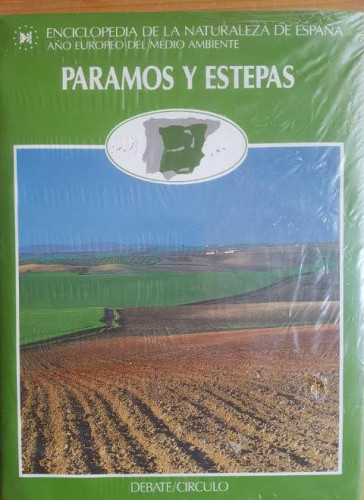 ENCICLOPEDIA DE LA NATURALEZA DE ESPAÑA
AÑO EUROPEO DEL MEDIO AMBIENTE
PARAMOS Y ESTEPAS
DEBATE/CIRCULO